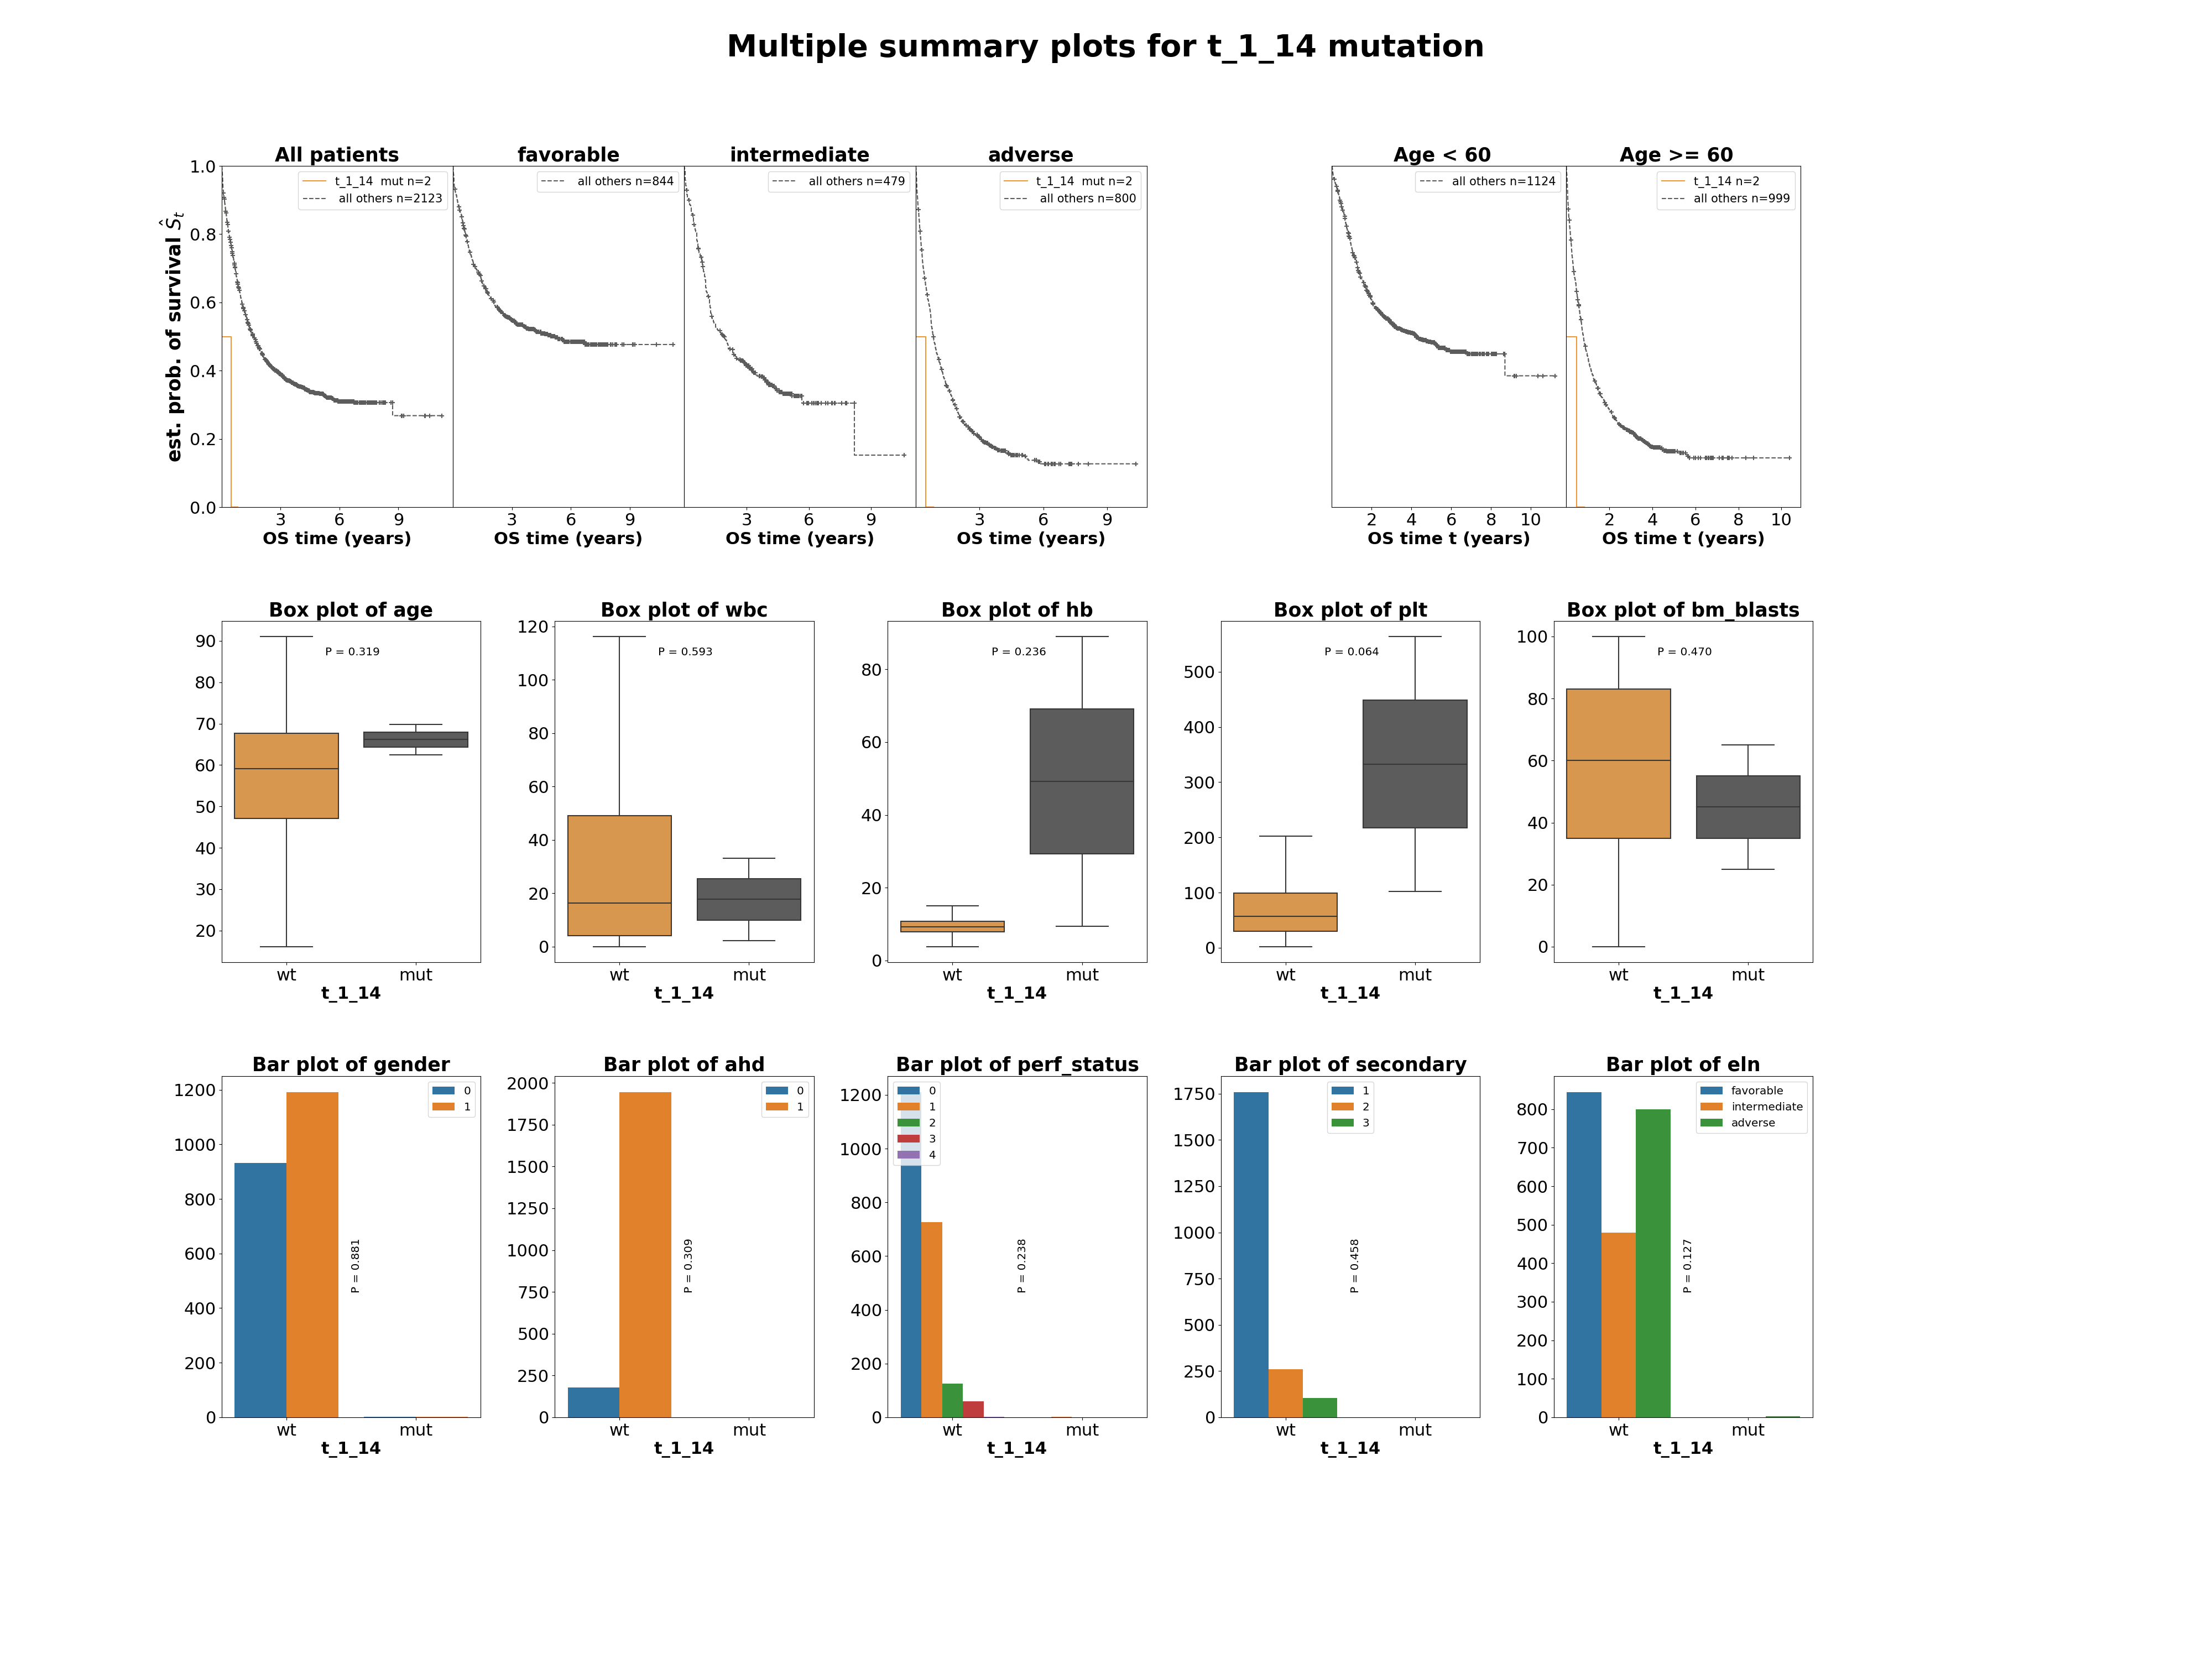 Multiple summary plots for t_1_14 mutation
All patients
favorable
intermediate
adverse
Age < 60
Age >= 60
est. prob. of survival Ŝt
1.0
0.8
0.6
0.4
0.2
0.0
t_1_14 mut n=2
all others n=2123
all others n=844
all others n=479
t_1_14 mut n=2
all others n=800
all others n=1124
t_1_14 n=2
all others n=999
3 6 9
3 6 9
3 6 9
3 6 9
2 4 6 8 10
2 4 6 8 10
OS time (years)
OS time (years)
OS time (years)
OS time (years)
OS time t (years)
OS time t (years)
Box plot of age
P = 0.319
90
80
70
60
50
40
30
20
wt mut
t_1_14
Box plot of wbc
P = 0.593
120
100
80
60
40
20
0
wt mut
t_1_14
Box plot of hb
P = 0.236
80
60
40
20
0
wt mut
t_1_14
Box plot of plt
P = 0.064
500
400
300
200
100
0
wt mut
t_1_14
Box plot of bm_blasts
P = 0.470
100
80
60
40
20
0
wt mut
t_1_14
Bar plot of gender
0
1
P = 0.881
1200
1000
800
600
400
200
0
wt mut
t_1_14
Bar plot of ahd
0
1
P = 0.309
2000
1750
1500
1250
1000
750
500
250
0
wt mut
t_1_14
Bar plot of perf_status
0
1
2
3
4
P = 0.238
1200
1000
800
600
400
200
0
wt mut
t_1_14
Bar plot of secondary
1
2
3
P = 0.458
1750
1500
1250
1000
750
500
250
0
wt mut
t_1_14
Bar plot of eln
favorable
intermediate
adverse
P = 0.127
800
700
600
500
400
300
200
100
0
wt mut
t_1_14